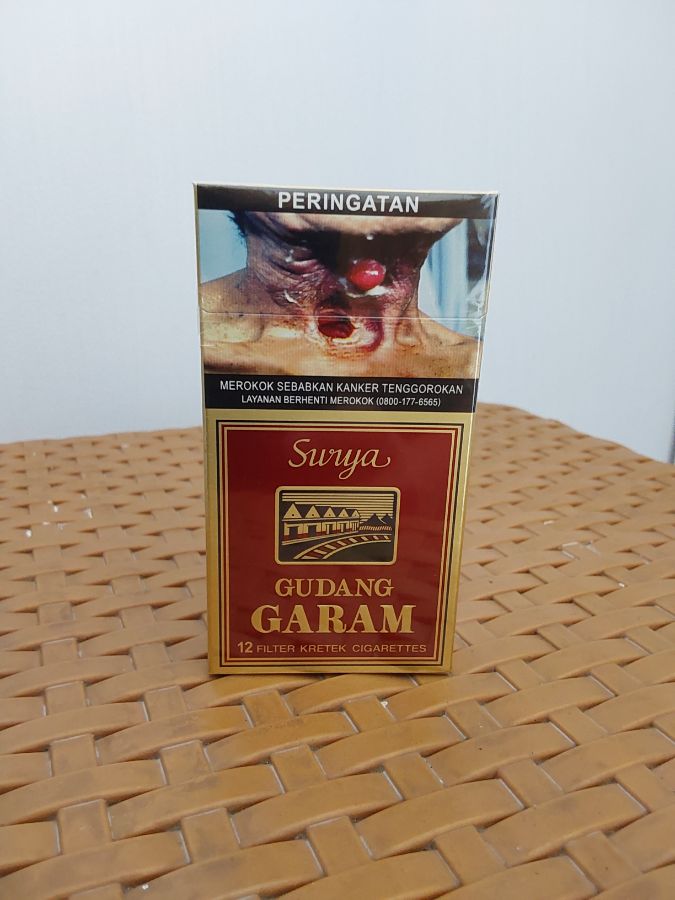 PERINGATAN
MEROKOK SEBABKAN KANKER TENGGOROKAN
LAYANAN BERHENTI MEROKOK (0800-177-6565)
Surya
GUDANG
GARAM
12 FILTER KRETEK CIGARETTES